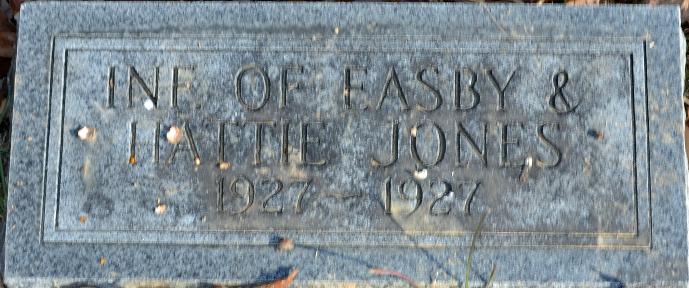 INF. OF EASBY &
HATTIE JONES
1927 - 1927